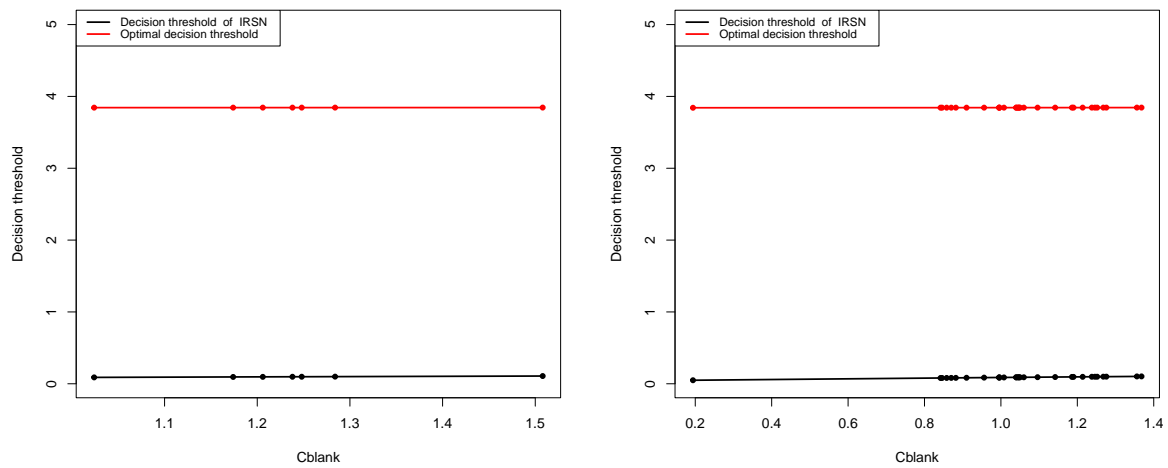 Decision threshold of IRSN
Optimal decision threshold
Decision threshold
5
4
3
2
1
0
1.1 1.2 1.3 1.4 1.5
Cblank
Decision threshold of IRSN
Optimal decision threshold
Decision threshold
5
4
3
2
1
0
0.2 0.4 0.6 0.8 1.0 1.2 1.4
Cblank